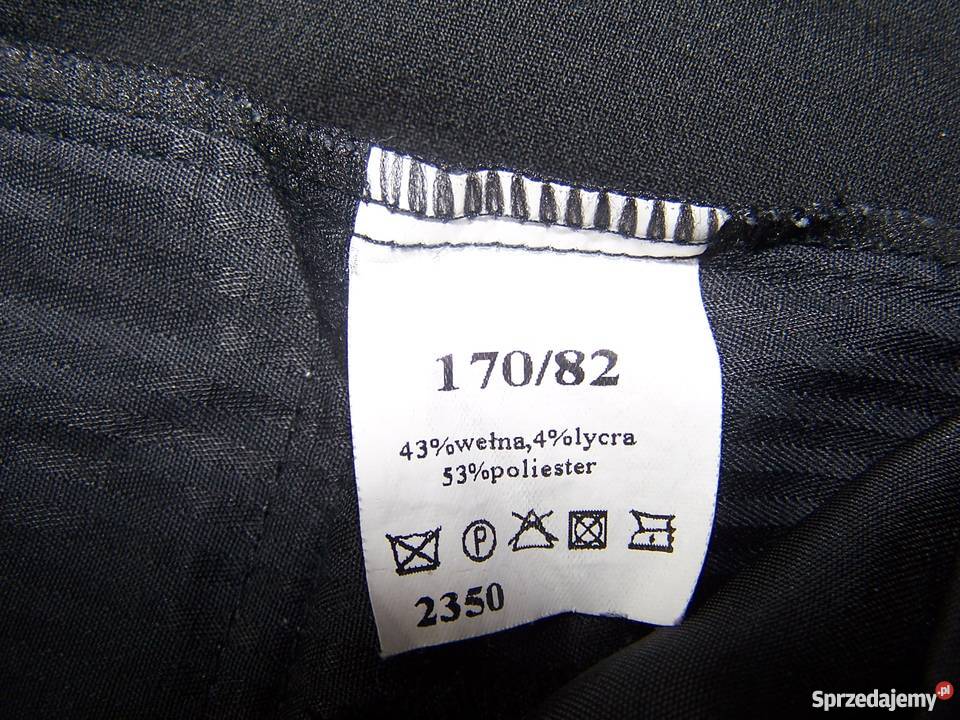 170/82
43%wełna,4%lycra
53%poliester
P
2350
Sprzedajemy.pl